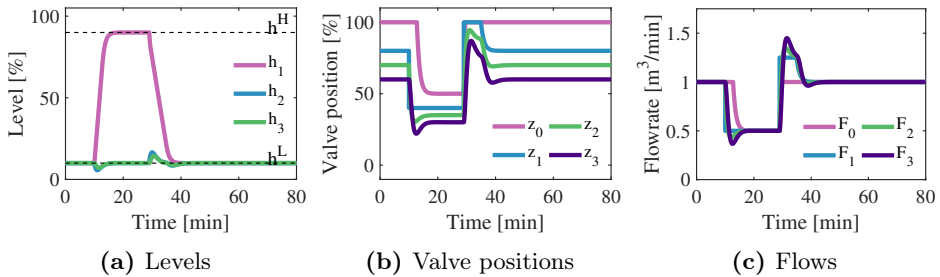 h^H
h_1
h_2
h_3
h^L
Level [%]
100
50
0
0 20 40 60 80
Time [min]
(a) Levels
Valve position [%]
100
50
0
z_0 z_2
z_1 z_3
0 20 40 60 80
Time [min]
(b) Valve positions
Flowrate [m³/min]
1.5
1
0.5
0
F_0 F_2
F_1 F_3
0 20 40 60 80
Time [min]
(c) Flows